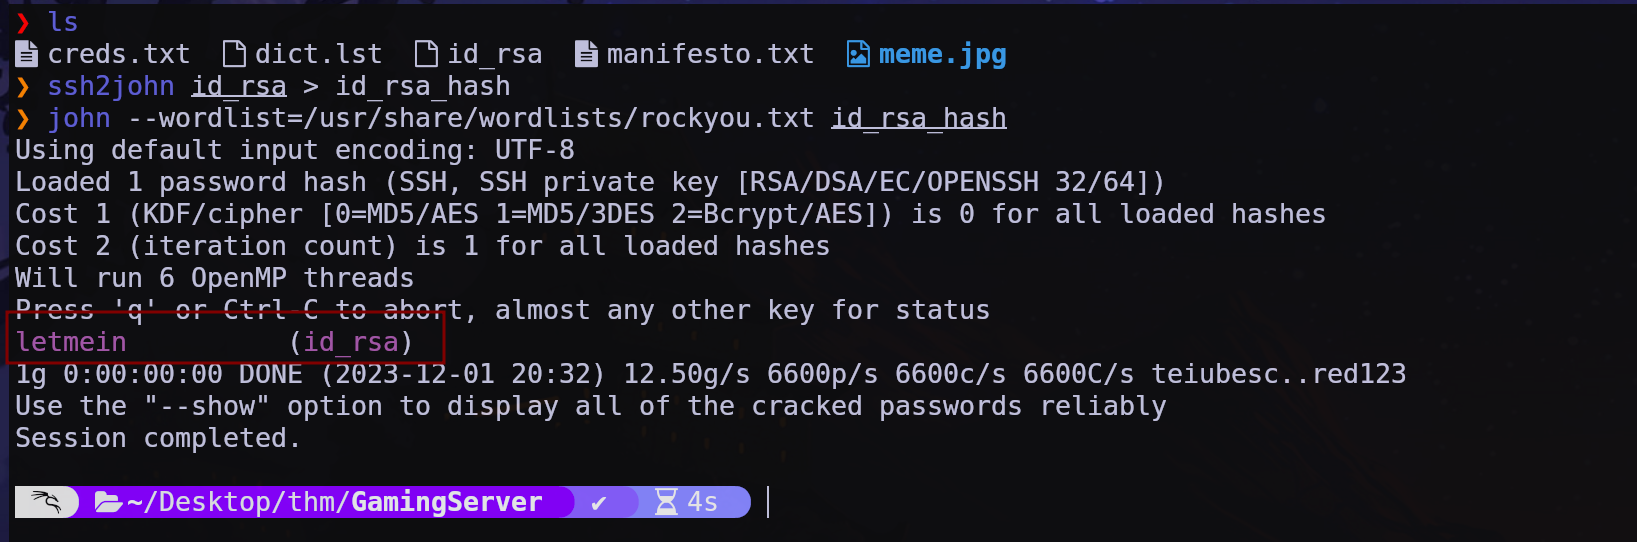 ❯ ls
creds.txt dict.lst id_rsa manifesto.txt meme.jpg
❯ ssh2john id_rsa > id_rsa_hash
❯ john --wordlist=/usr/share/wordlists/rockyou.txt id_rsa_hash
Using default input encoding: UTF-8
Loaded 1 password hash (SSH, SSH private key [RSA/DSA/EC/OPENSSH 32/64])
Cost 1 (KDF/cipher [0=MD5/AES 1=MD5/3DES 2=Bcrypt/AES]) is 0 for all loaded hashes
Cost 2 (iteration count) is 1 for all loaded hashes
Will run 6 OpenMP threads
Press 'q' or Ctrl-C to abort, almost any other key for status
letmein (id_rsa)
1g 0:00:00:00 DONE (2023-12-01 20:32) 12.50g/s 6600p/s 6600c/s 6600C/s teiubesc..red123
Use the "--show" option to display all of the cracked passwords reliably
Session completed.
~/Desktop/thm/GamingServer ✔ 4s